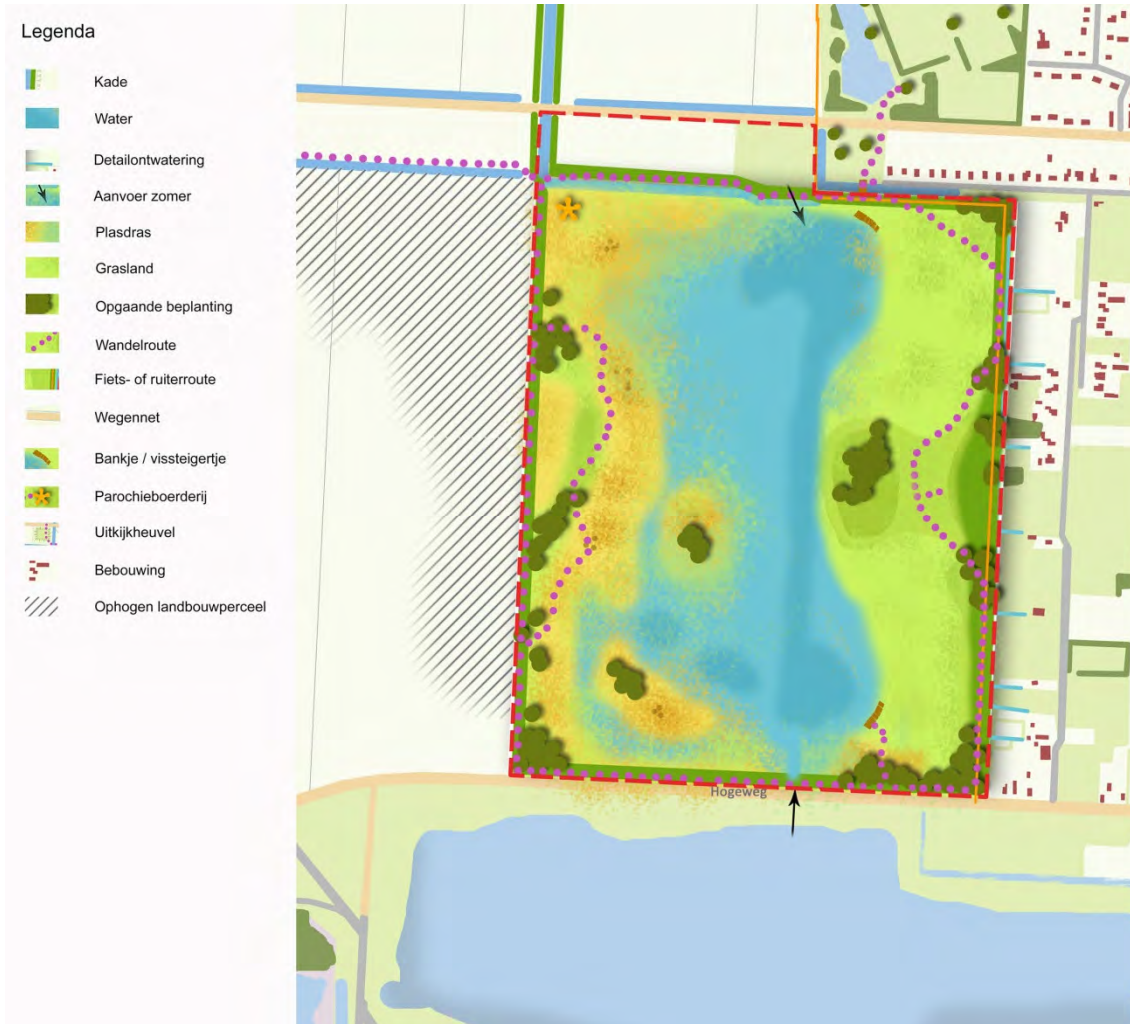 Legenda
Kade
Water
Detailontwatering
Aanvoer zomer
Plasdras
Grasland
Opgaande beplanting
Wandelroute
Fiets- of ruiterroute
Wegennet
Bankje / vissteigertje
Parochieboerderij
Uitkijkheuvel
Bebouwing
Ophogen landbouwperceel
Hogeweg